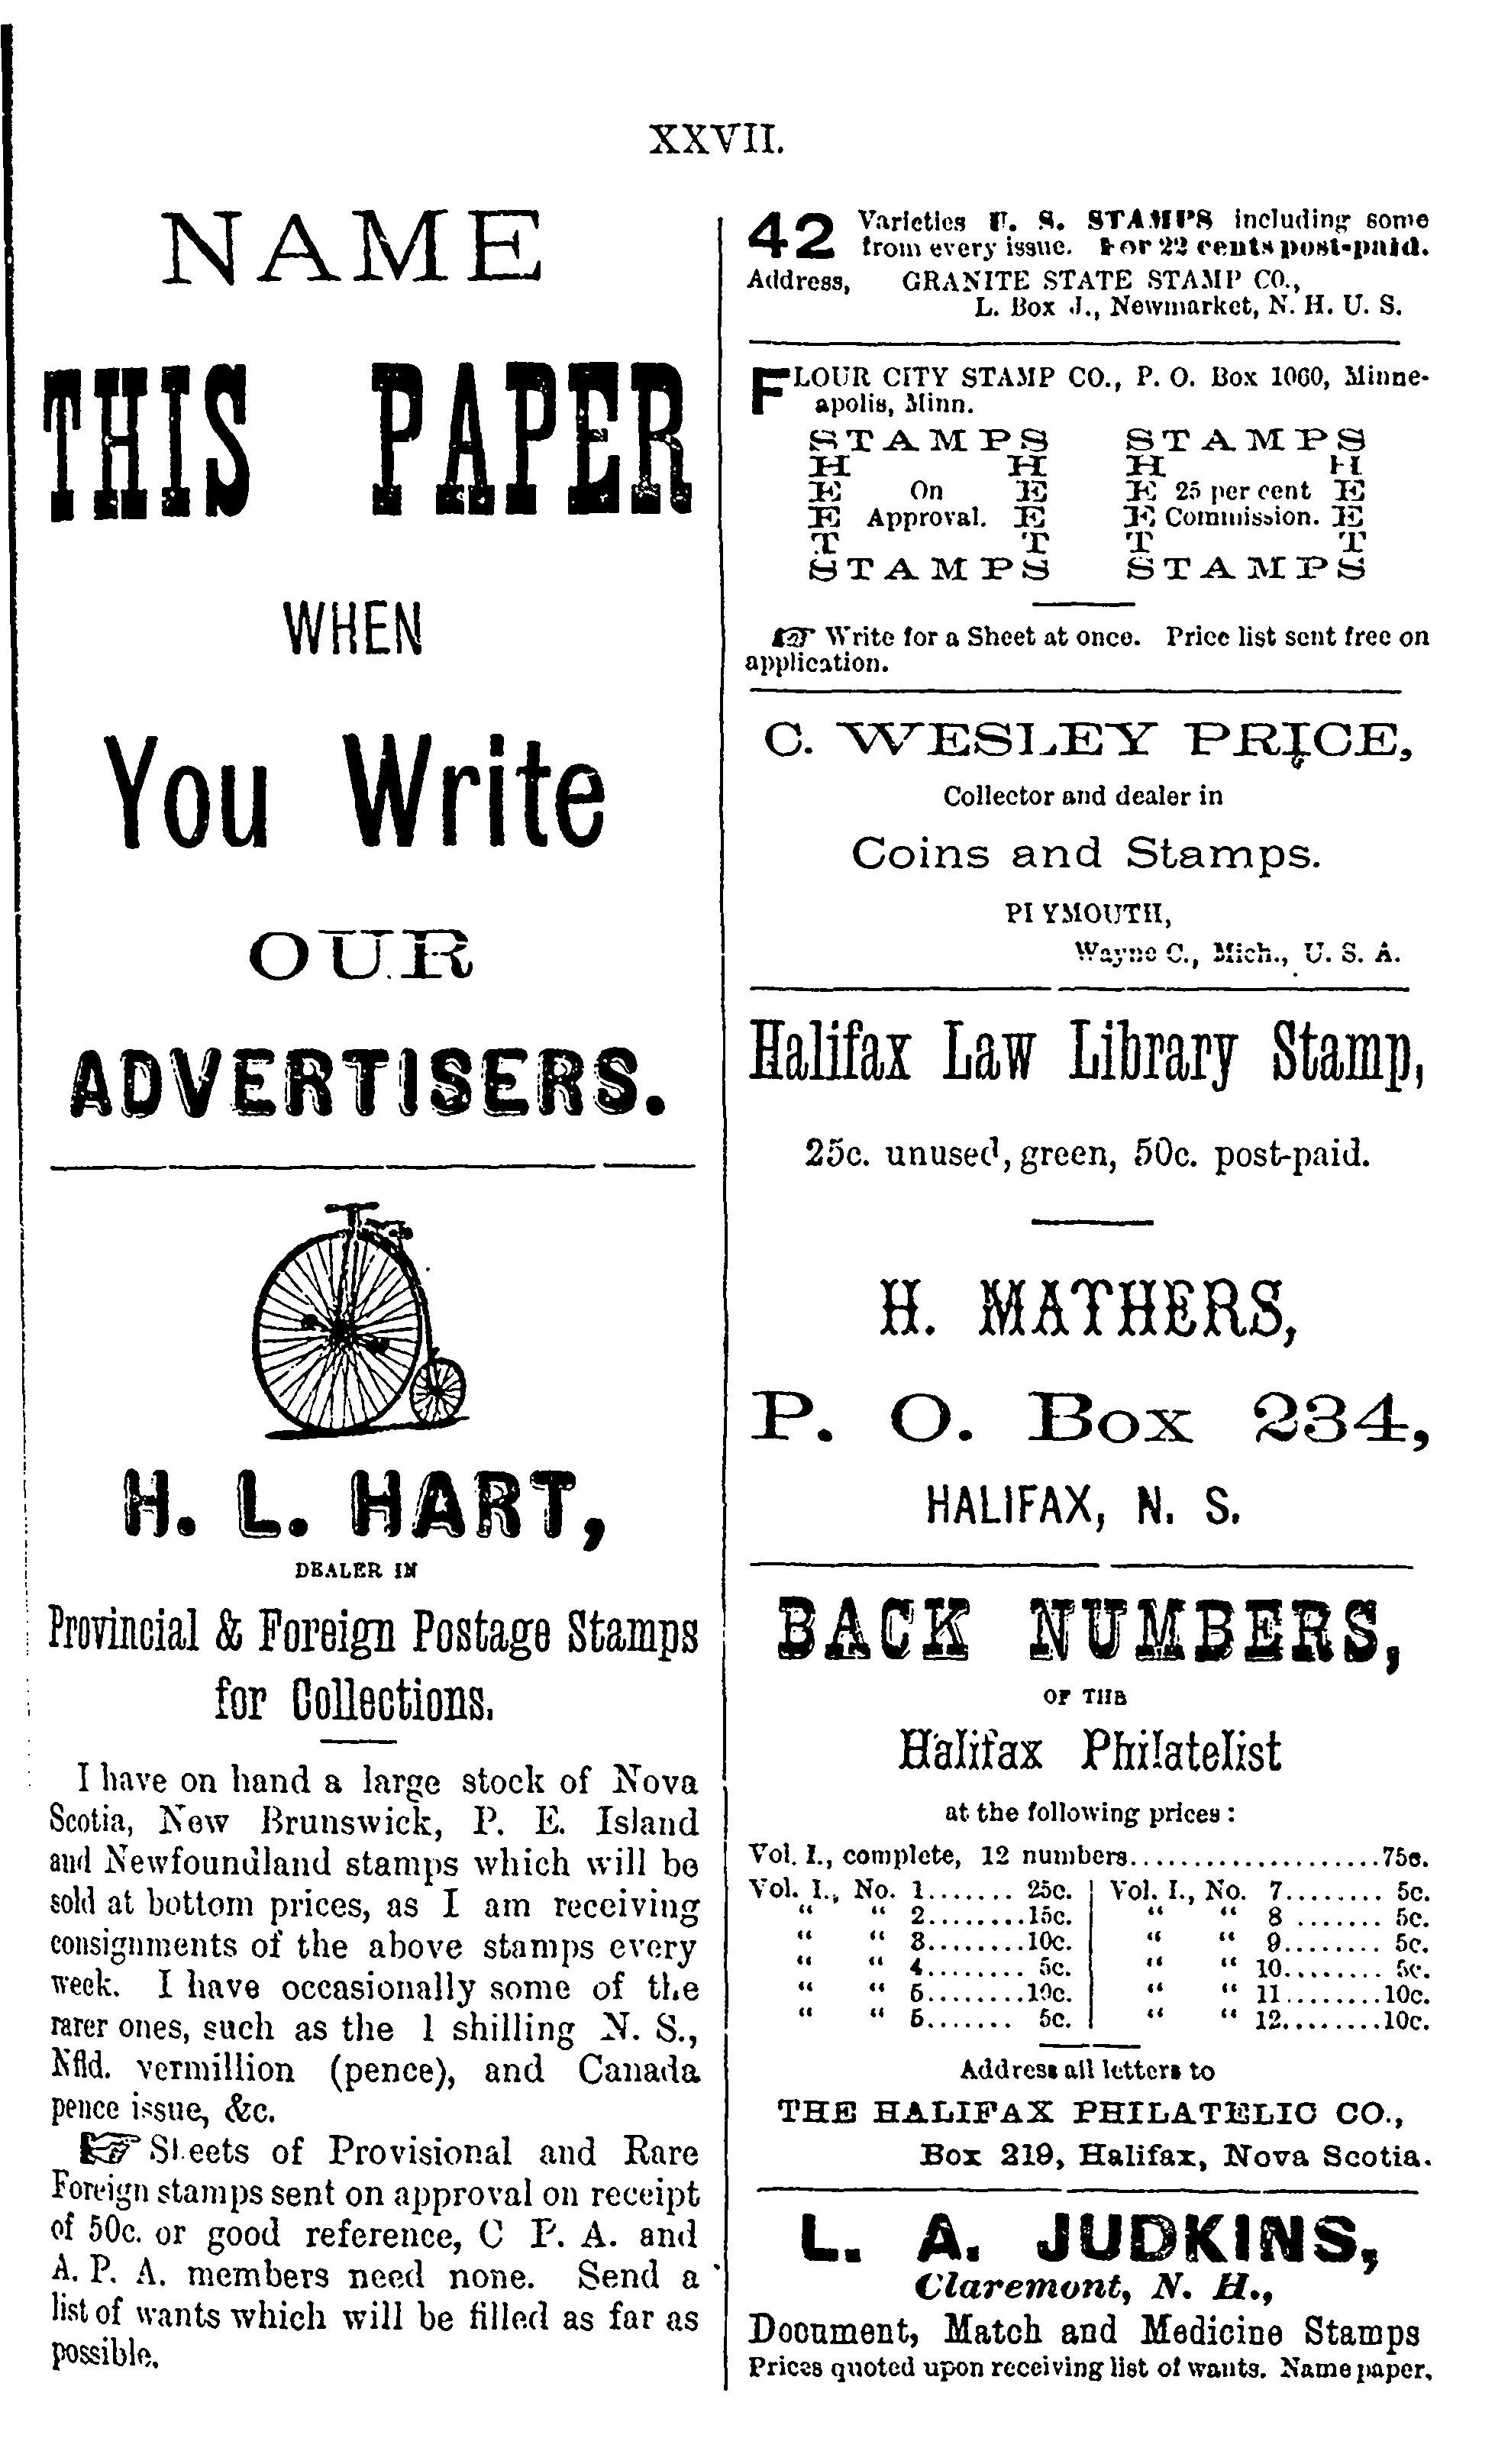 XXVII.
NAME
THIS PAPER
WHEN
You Write
OUR
ADVERTISERS.
H. L. HART,
DEALER IN
Provincial & Foreign Postage Stamps
for Collections.
I have on hand a large stock of Nova
Scotia, New Brunswick, P. E. Island
and Newfoundland stamps which will be
sold at bottom prices, as I am receiving
consignments of the above stamps every
week. I have occasionally some of the
rarer ones, such as the 1 shilling N. S.,
Nfld. vermillion (pence), and Canada
pence issue, &c.
☞ Sheets of Provisional and Rare
Foreign stamps sent on approval on receipt
of 50c. or good reference, C P. A. and
A. P. A. members need none. Send a
list of wants which will be filled as far as
possible.
42 Varieties U. S. STAMPS including some
from every issue. For 22 cents post-paid.
Address, GRANITE STATE STAMP CO.,
L. Box J., Newmarket, N. H. U. S.
FLOUR CITY STAMP CO., P. O. Box 1060, Minne-
apolis, Minn.
STAMPS STAMPS
H H H H
E On E E 25 per cent E
E Approval. E E Commission. E
T T T T
STAMPS STAMPS
☞ Write for a Sheet at once. Price list sent free on
application.
C. WESLEY PRICE,
Collector and dealer in
Coins and Stamps.
PLYMOUTH,
Wayne C., Mich., U. S. A.
Halifax Law Library Stamp,
25c. unused, green, 50c. post-paid.
H. MATHERS,
P. O. Box 234,
HALIFAX, N. S.
BACK NUMBERS,
OF THE
Halifax Philatelist
at the following prices:
Vol. I., complete, 12 numbers...................75c.
Vol. I., No. 1....... 25c. | Vol. I., No. 7........ 5c.
" " 2........15c. | " " 8 ....... 5c.
" " 3........10c. | " " 9........ 5c.
" " 4........ 5c. | " " 10........ 5c.
" " 5........10c. | " " 11........10c.
" " 6....... 5c. | " " 12........10c.
Address all letters to
THE HALIFAX PHILATELIC CO.,
Box 219, Halifax, Nova Scotia.
L. A. JUDKINS,
Claremont, N. H.,
Document, Match and Medicine Stamps
Prices quoted upon receiving list of wants. Name paper.